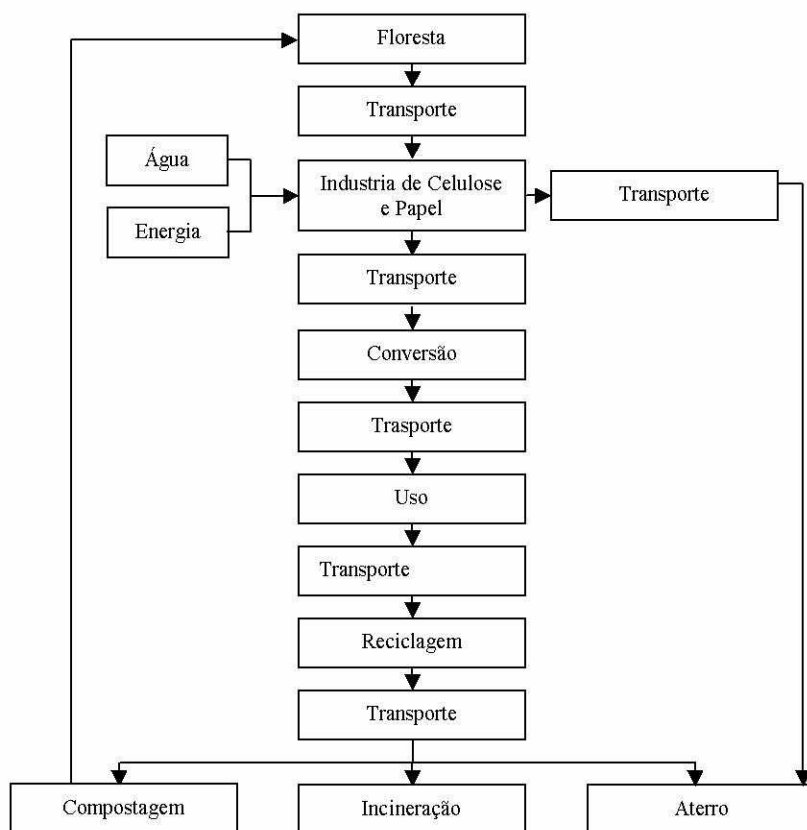 Floresta
Transporte
Água
Energia
Industria de Celulose
e Papel
Transporte
Transporte
Conversão
Trasporte
Uso
Transporte
Reciclagem
Transporte
Compostagem
Incineração
Aterro